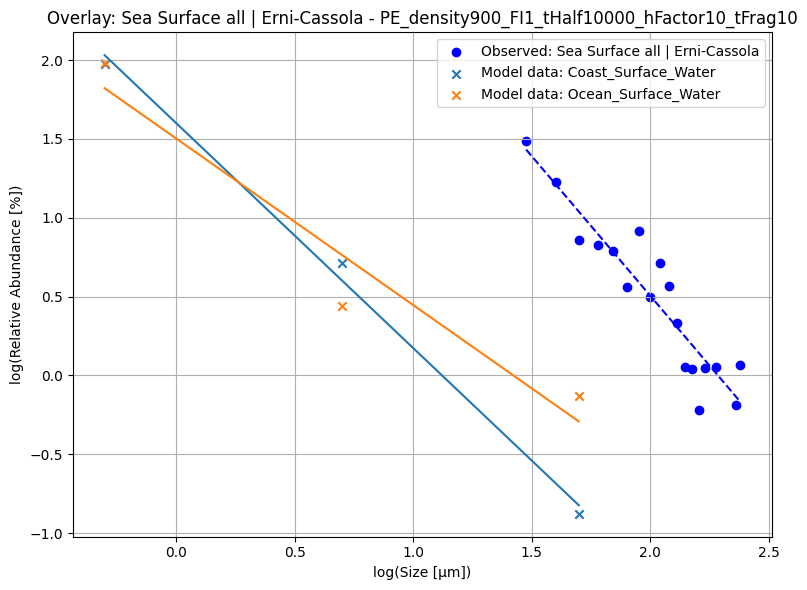 Overlay: Sea Surface all | Erni-Cassola - PE_density900_FI1_tHalf10000_hFactor10_tFrag10
Observed: Sea Surface all | Erni-Cassola
Model data: Coast_Surface_Water
Model data: Ocean_Surface_Water
log(Relative Abundance [%])
2.0
1.5
1.0
0.5
0.0
−0.5
−1.0
0.0
0.5
1.0
1.5
2.0
2.5
log(Size [μm])